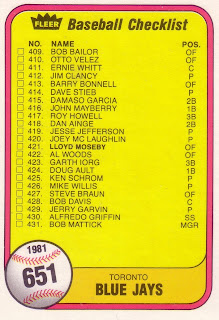 FLEER Baseball Checklist
NO. NAME POS.
409. BOB BAILOR OF
410. OTTO VELEZ OF
411. ERNIE WHITT C
412. JIM CLANCY P
413. BARRY BONNELL OF
414. DAVE STIEB P
415. DAMASO GARCIA 2B
416. JOHN MAYBERRY 1B
417. ROY HOWELL 3B
418. DAN AINGE 2B
419. JESSE JEFFERSON P
420. JOEY MC LAUGHLIN P
421. LLOYD MOSEBY OF
422. AL WOODS OF
423. GARTH IORG 3B
424. DOUG AULT 1B
425. KEN SCHROM P
426. MIKE WILLIS P
427. STEVE BRAUN OF
428. BOB DAVIS C
429. JERRY GARVIN P
430. ALFREDO GRIFFIN SS
431. BOB MATTICK MGR
1981
651
TORONTO
BLUE JAYS